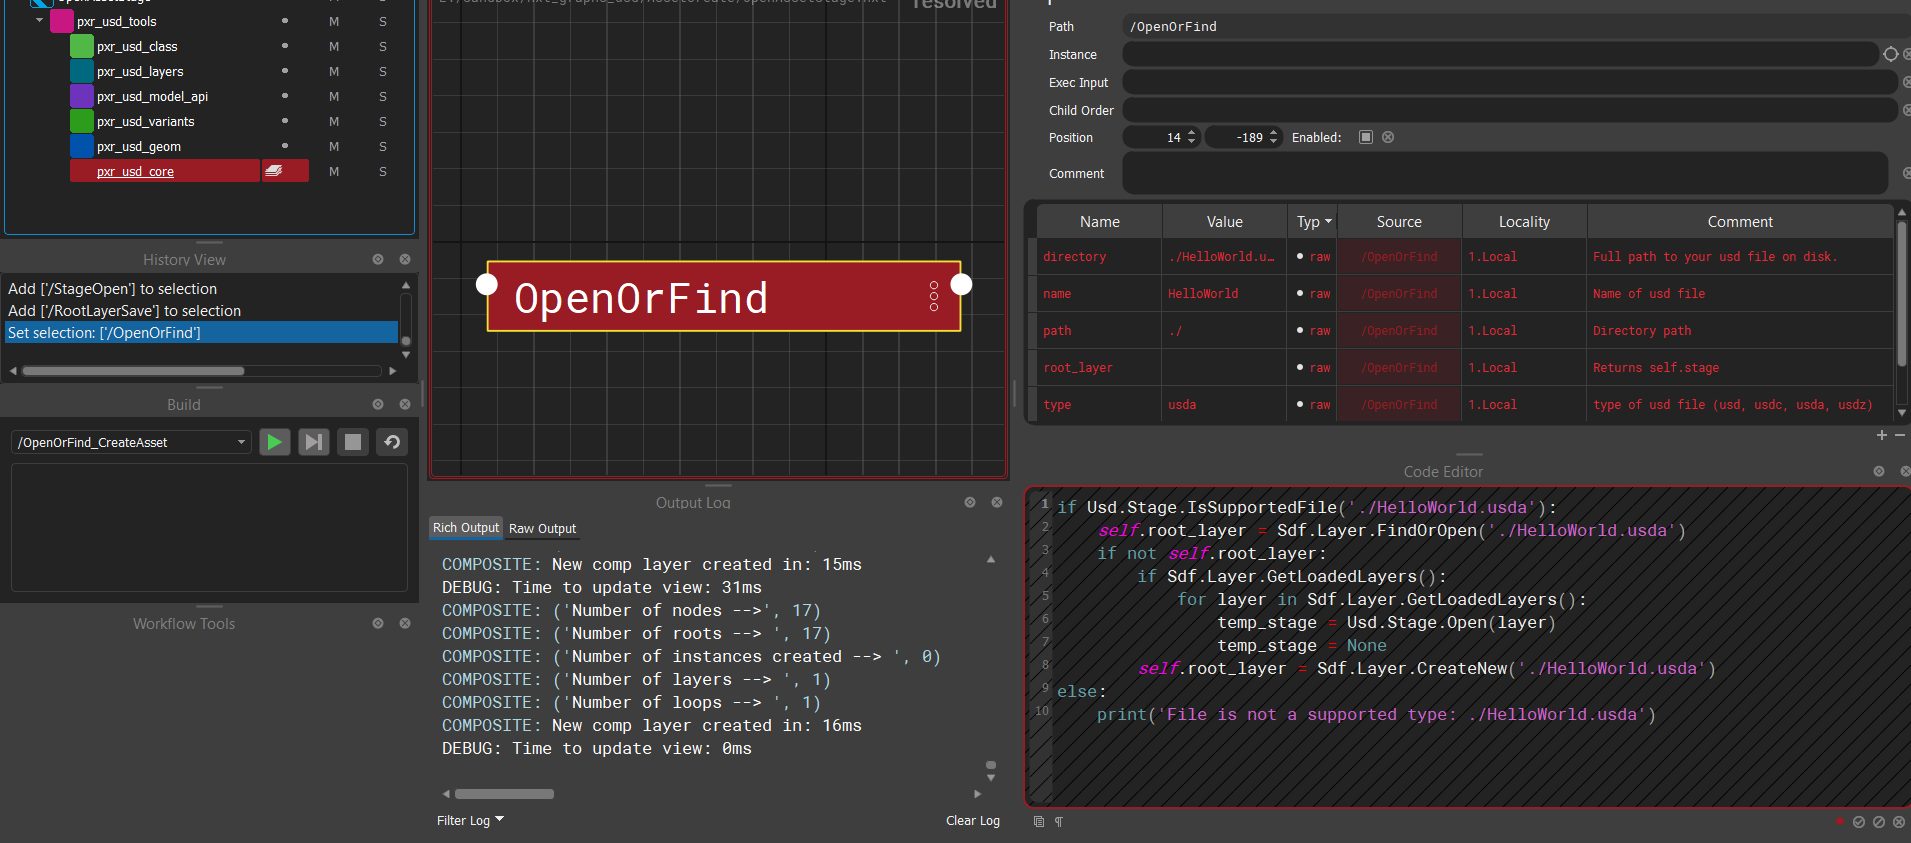 pxr_usd_tools M S
pxr_usd_class M S
pxr_usd_layers M S
pxr_usd_model_api M S
pxr_usd_variants M S
pxr_usd_geom M S
pxr_usd_core M S
History View
Add ['/StageOpen'] to selection
Add ['/RootLayerSave'] to selection
Set selection: ['/OpenOrFind']
Build
/OpenOrFind_CreateAsset
Workflow Tools
resolved
OpenOrFind
Output Log
Rich Output Raw Output
COMPOSITE: New comp layer created in: 15ms
DEBUG: Time to update view: 31ms
COMPOSITE: ('Number of nodes -->', 17)
COMPOSITE: ('Number of roots --> ', 17)
COMPOSITE: ('Number of instances created --> ', 0)
COMPOSITE: ('Number of layers --> ', 1)
COMPOSITE: ('Number of loops --> ', 1)
COMPOSITE: New comp layer created in: 16ms
DEBUG: Time to update view: 0ms
Filter Log Clear Log
Path /OpenOrFind
Instance
Exec Input
Child Order
Position 14 -189 Enabled:
Comment
Name Value Typ Source Locality Comment
directory ./HelloWorld.u... raw /OpenOrFind 1.Local Full path to your usd file on disk.
name HelloWorld raw /OpenOrFind 1.Local Name of usd file
path ./ raw /OpenOrFind 1.Local Directory path
root_layer raw /OpenOrFind 1.Local Returns self.stage
type usda raw /OpenOrFind 1.Local type of usd file (usd, usdc, usda, usdz)
Code Editor
1 if Usd.Stage.IsSupportedFile('./HelloWorld.usda'):
2 self.root_layer = Sdf.Layer.FindOrOpen('./HelloWorld.usda')
3 if not self.root_layer:
4 if Sdf.Layer.GetLoadedLayers():
5 for layer in Sdf.Layer.GetLoadedLayers():
6 temp_stage = Usd.Stage.Open(layer)
7 temp_stage = None
8 self.root_layer = Sdf.Layer.CreateNew('./HelloWorld.usda')
9 else:
10 print('File is not a supported type: ./HelloWorld.usda')